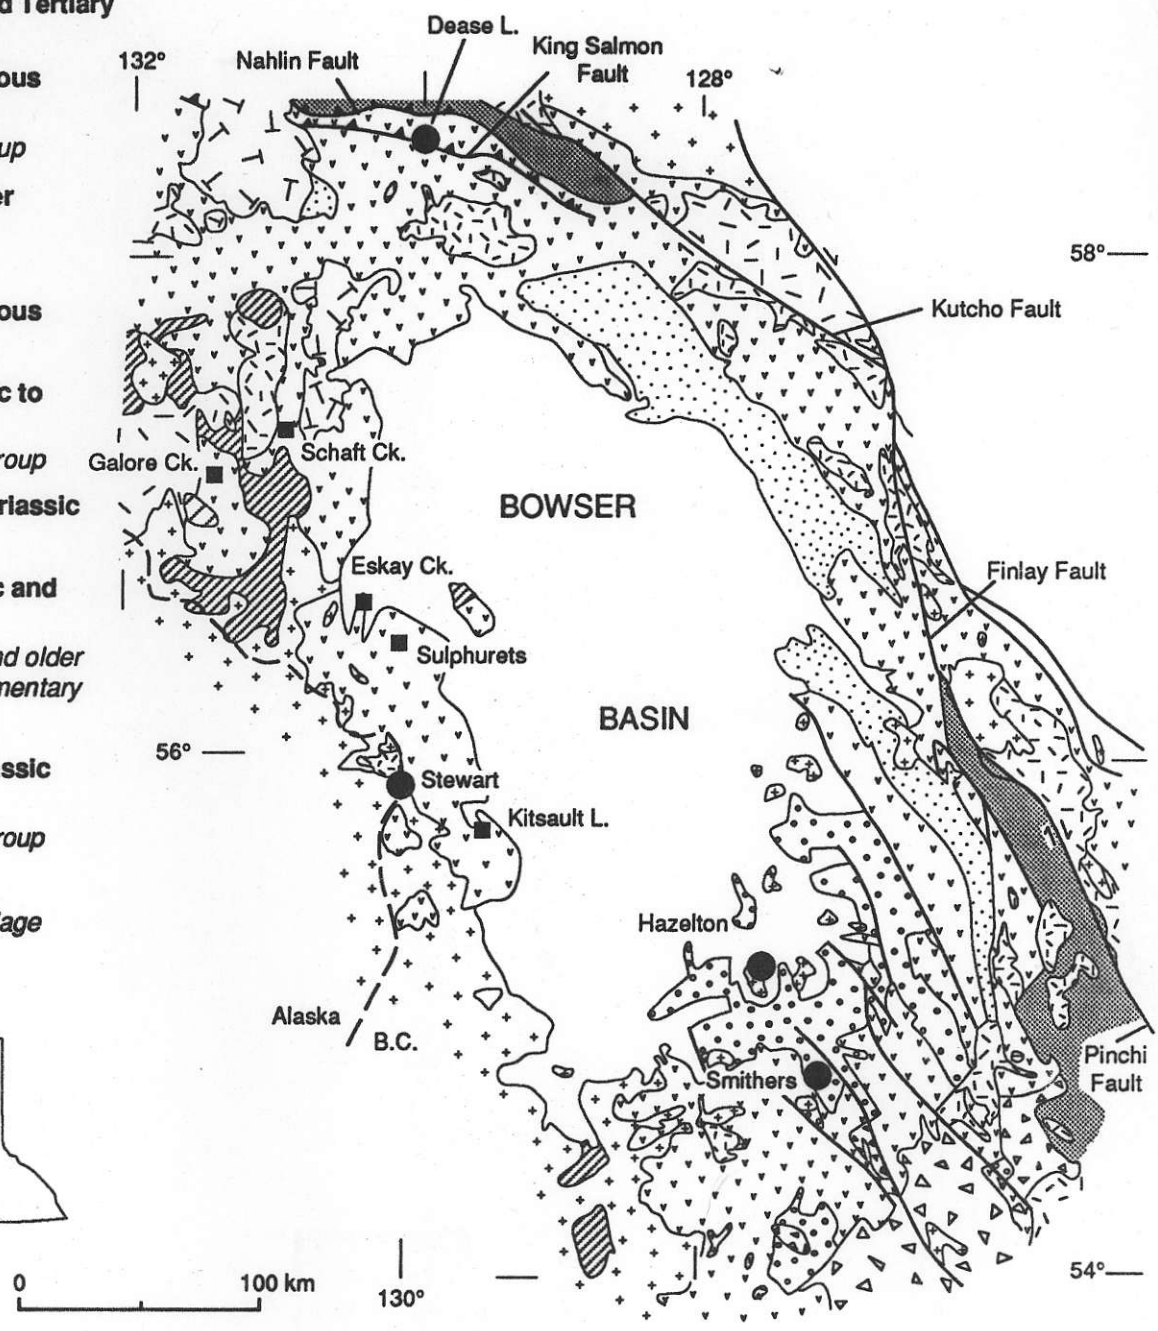 d Tertiary
ous
up
er
ous
c to
roup
riassic
c and
nd older
mentary
ssic
roup
age
Dease L.
132°
Nahlin Fault
King Salmon
Fault
128°
58°
Kutcho Fault
Schaft Ck.
Galore Ck.
BOWSER
Eskay Ck.
Finlay Fault
Sulphurets
BASIN
56°
Stewart
Kitsault L.
Hazelton
Alaska
B.C.
Pinchi
Fault
Smithers
0
100 km
130°
54°